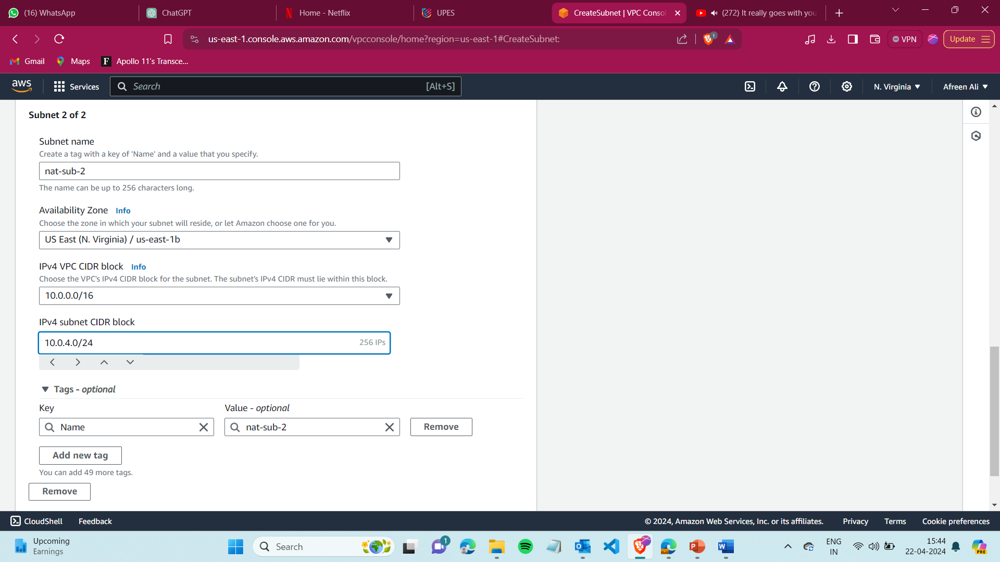 (16) WhatsApp
ChatGPT
Home - Netflix
UPES
CreateSubnet | VPC Conso
(272) It really goes with you
us-east-1.console.aws.amazon.com/vpcconsole/home?region=us-east-1#CreateSubnet:
1
VPN
Update
Gmail
Maps
F
Apollo 11's Transce...
aws
Services
Search
[Alt+S]
N. Virginia
Afreen Ali
Subnet 2 of 2
Subnet name
Create a tag with a key of 'Name' and a value that you specify.
nat-sub-2
The name can be up to 256 characters long.
Availability Zone Info
Choose the zone in which your subnet will reside, or let Amazon choose one for you.
US East (N. Virginia) / us-east-1b
IPv4 VPC CIDR block Info
Choose the VPC's IPv4 CIDR block for the subnet. The subnet's IPv4 CIDR must lie within this block.
10.0.0.0/16
IPv4 subnet CIDR block
10.0.4.0/24
256 IPs
Tags - optional
Key
Value - optional
Name
nat-sub-2
Remove
Add new tag
You can add 49 more tags.
Remove
CloudShell
Feedback
© 2024, Amazon Web Services, Inc. or its affiliates.
Privacy
Terms
Cookie preferences
Upcoming
Earnings
Search
1
ENG
IN
15:44
22-04-2024
PRE